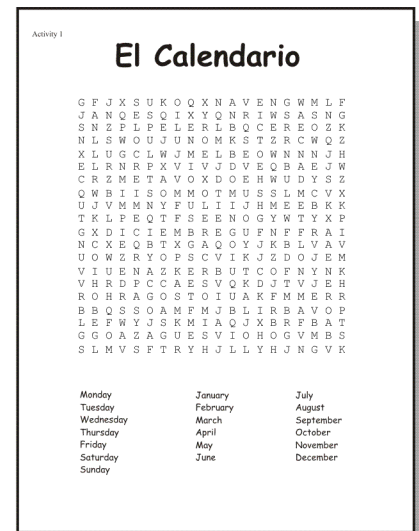 Activity 1
El Calendario
G F J X S U K O Q X N A V E N G W M L F
J A N Q E S Q I X Y Q N R I W S A S N G
S N Z P L P E L E R L B Q C E R E O Z K
N L S W O U J U N O M K S T Z R C W Q Z
X L U G C L W J M E L B E O W N N N J H
E L R N R P X V I V J D V E Q B A E J W
C R Z M E T A V O X D O E H W U D Y S Z
Q W B I I S O M M O T M U S S L M C V X
U J V M M N Y F U L I I J H M E E B K K
T K L P E Q T F S E E N O G Y W T Y X P
G X D I C I E M B R E G U F N F F R A I
N C X E Q B T X G A Q O Y J K B L V A V
U O W Z R Y O P S C V I K J Z D O J E M
V I U E N A Z K E R B U T C O F N Y N K
V H R D P C C A E S V Q K D J T V J E H
R O H R A G O S T O I U A K F M M E R R
B B Q S S O A M F M J B L I R B A V O P
L E F W Y J S K M I A Q J X B R F B A T
G G O A Z A G U E S V I O H O G V M B S
S L M V S F T R Y H J L L Y H J N G V K
Monday January July
Tuesday February August
Wednesday March September
Thursday April October
Friday May November
Saturday June December
Sunday